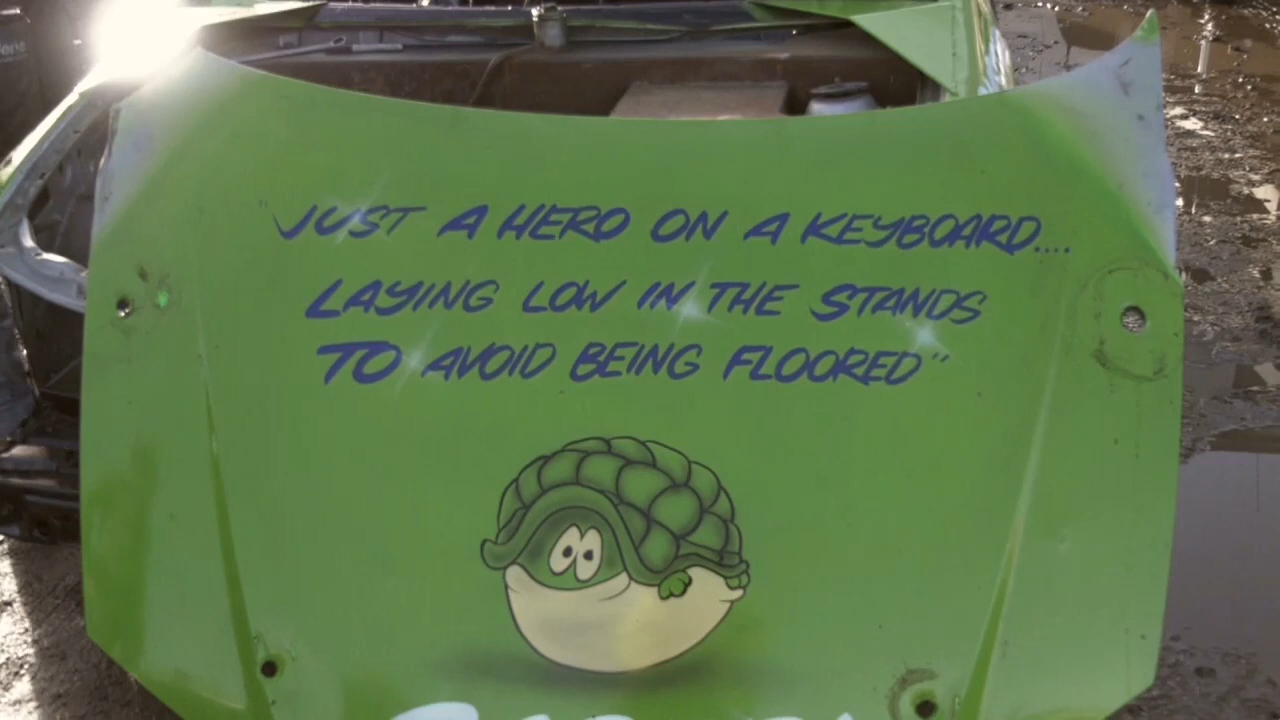 "JUST A HERO ON A KEYBOARD....
LAYING LOW IN THE STANDS
TO AVOID BEING FLOORED"